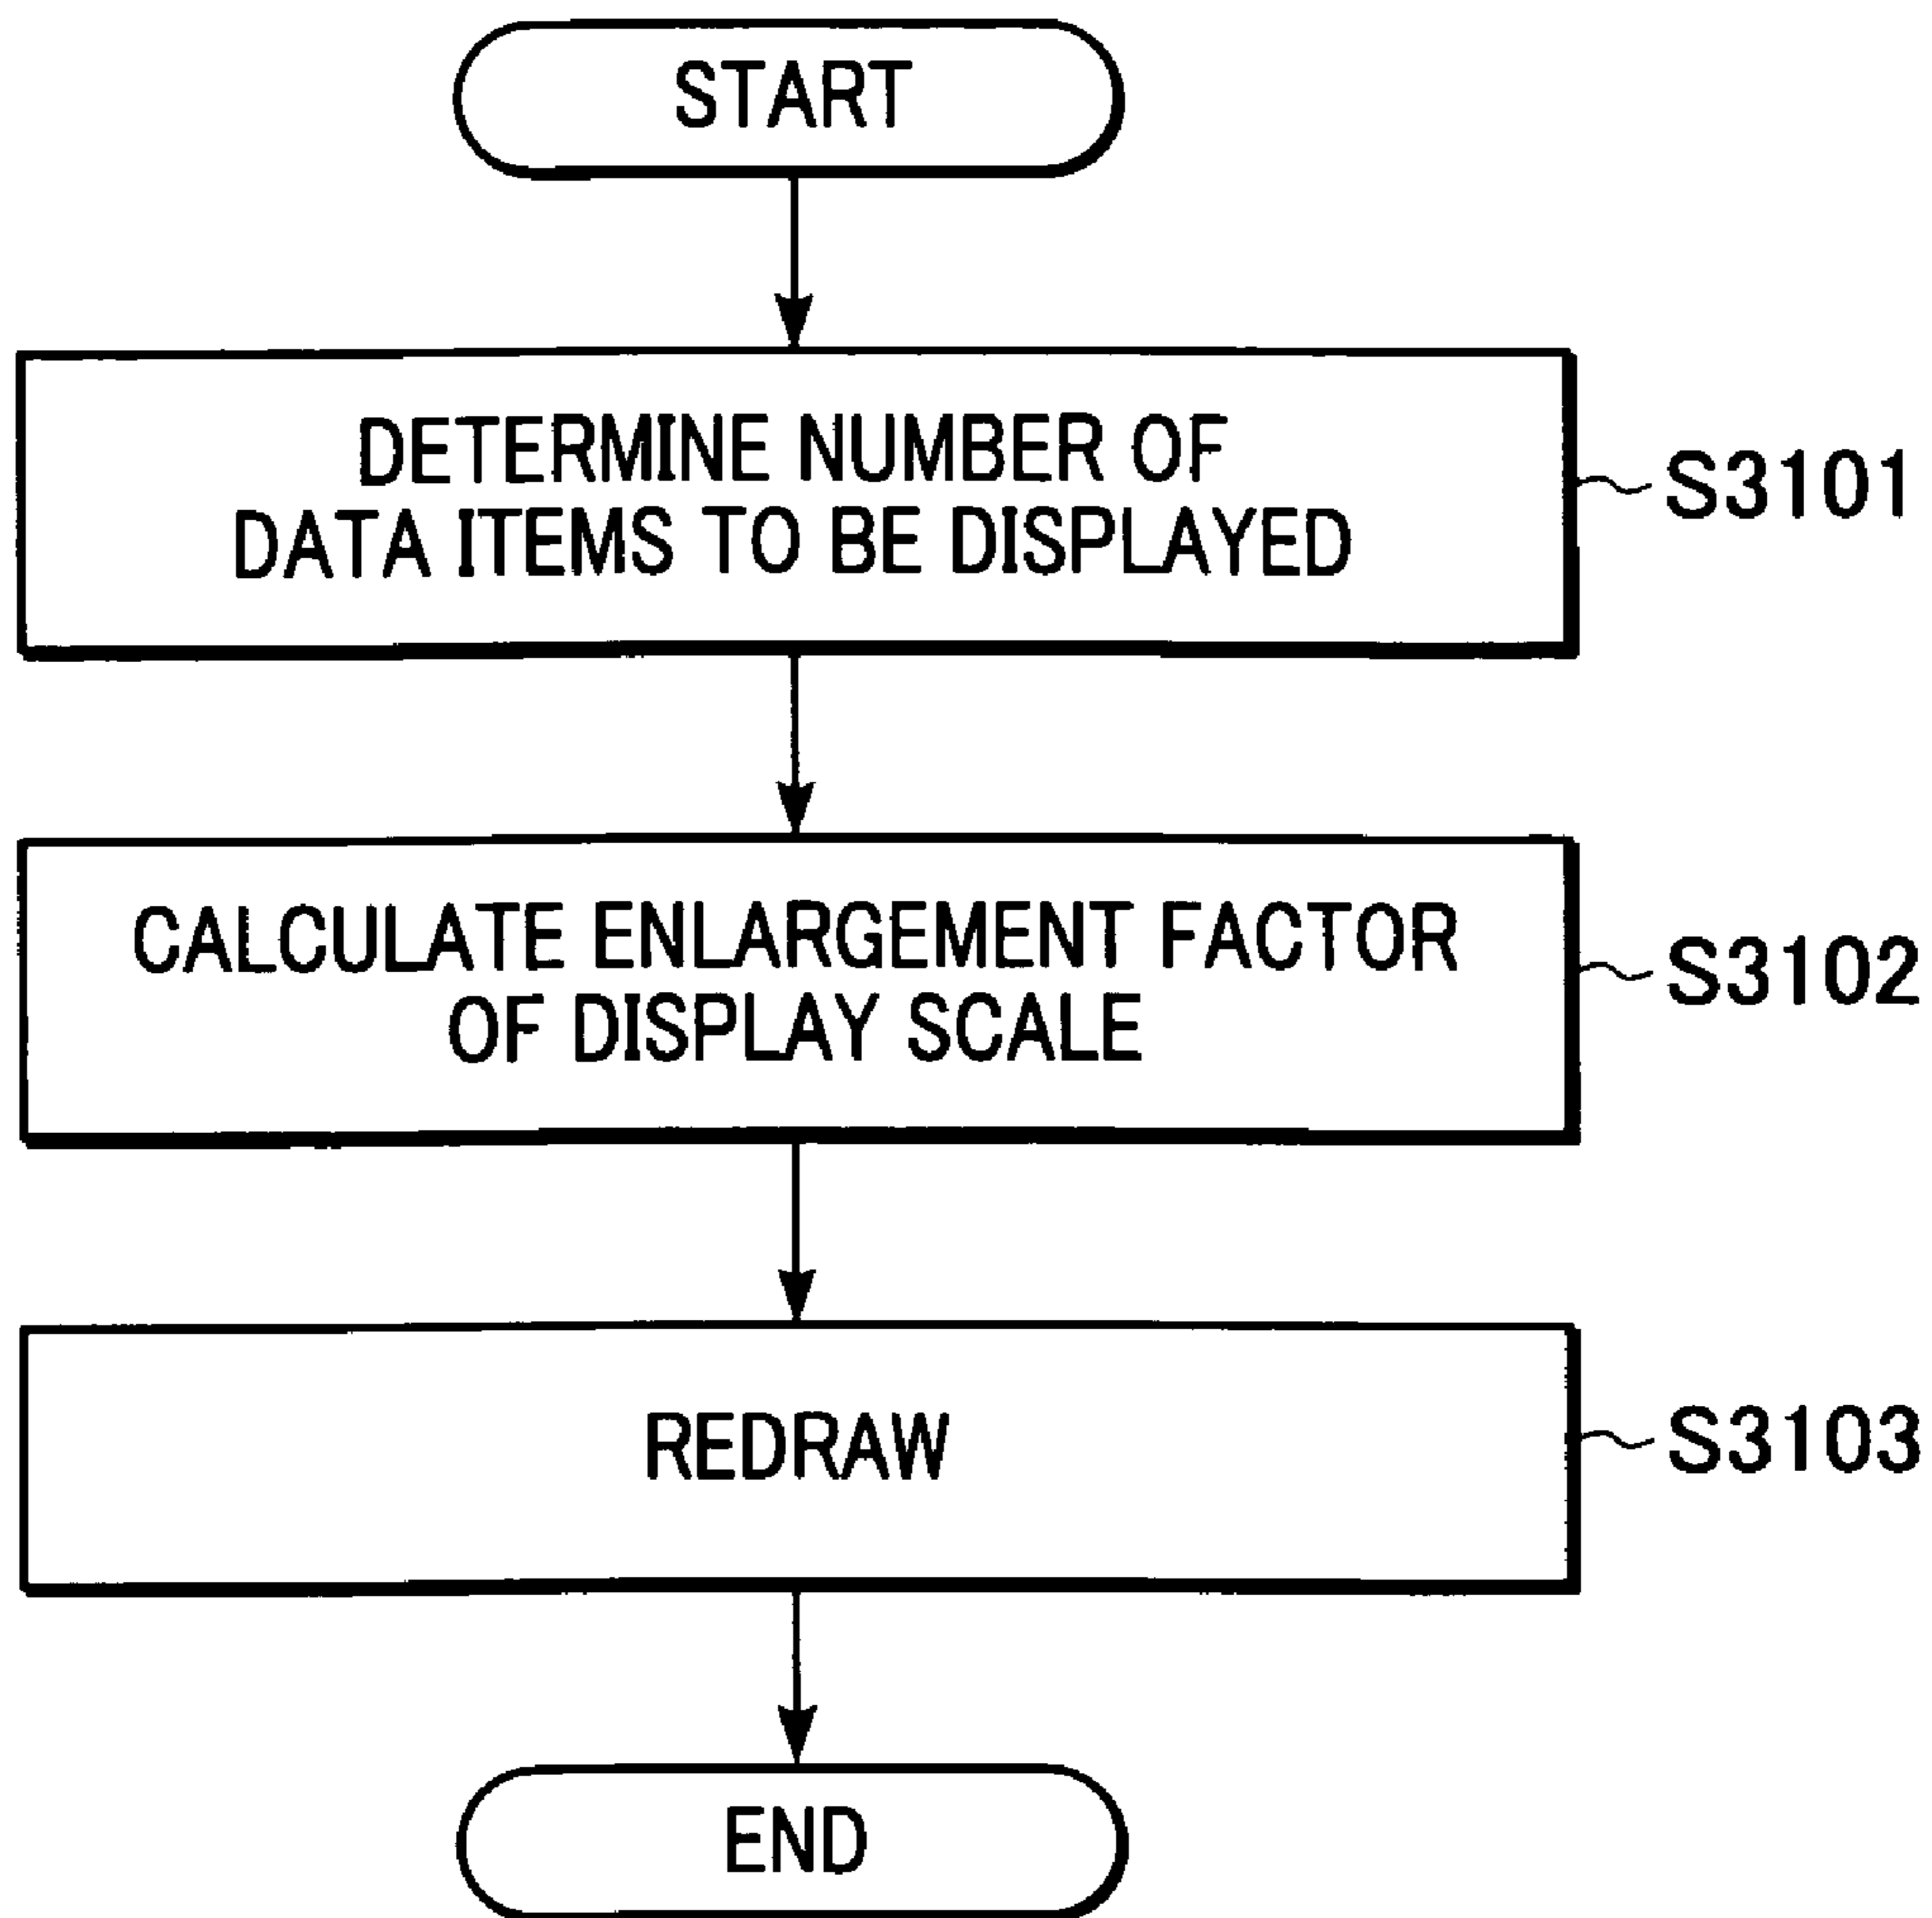 START
DETERMINE NUMBER OF
DATA ITEMS TO BE DISPLAYED
S3101
CALCULATE ENLARGEMENT FACTOR
OF DISPLAY SCALE
S3102
REDRAW
S3103
END